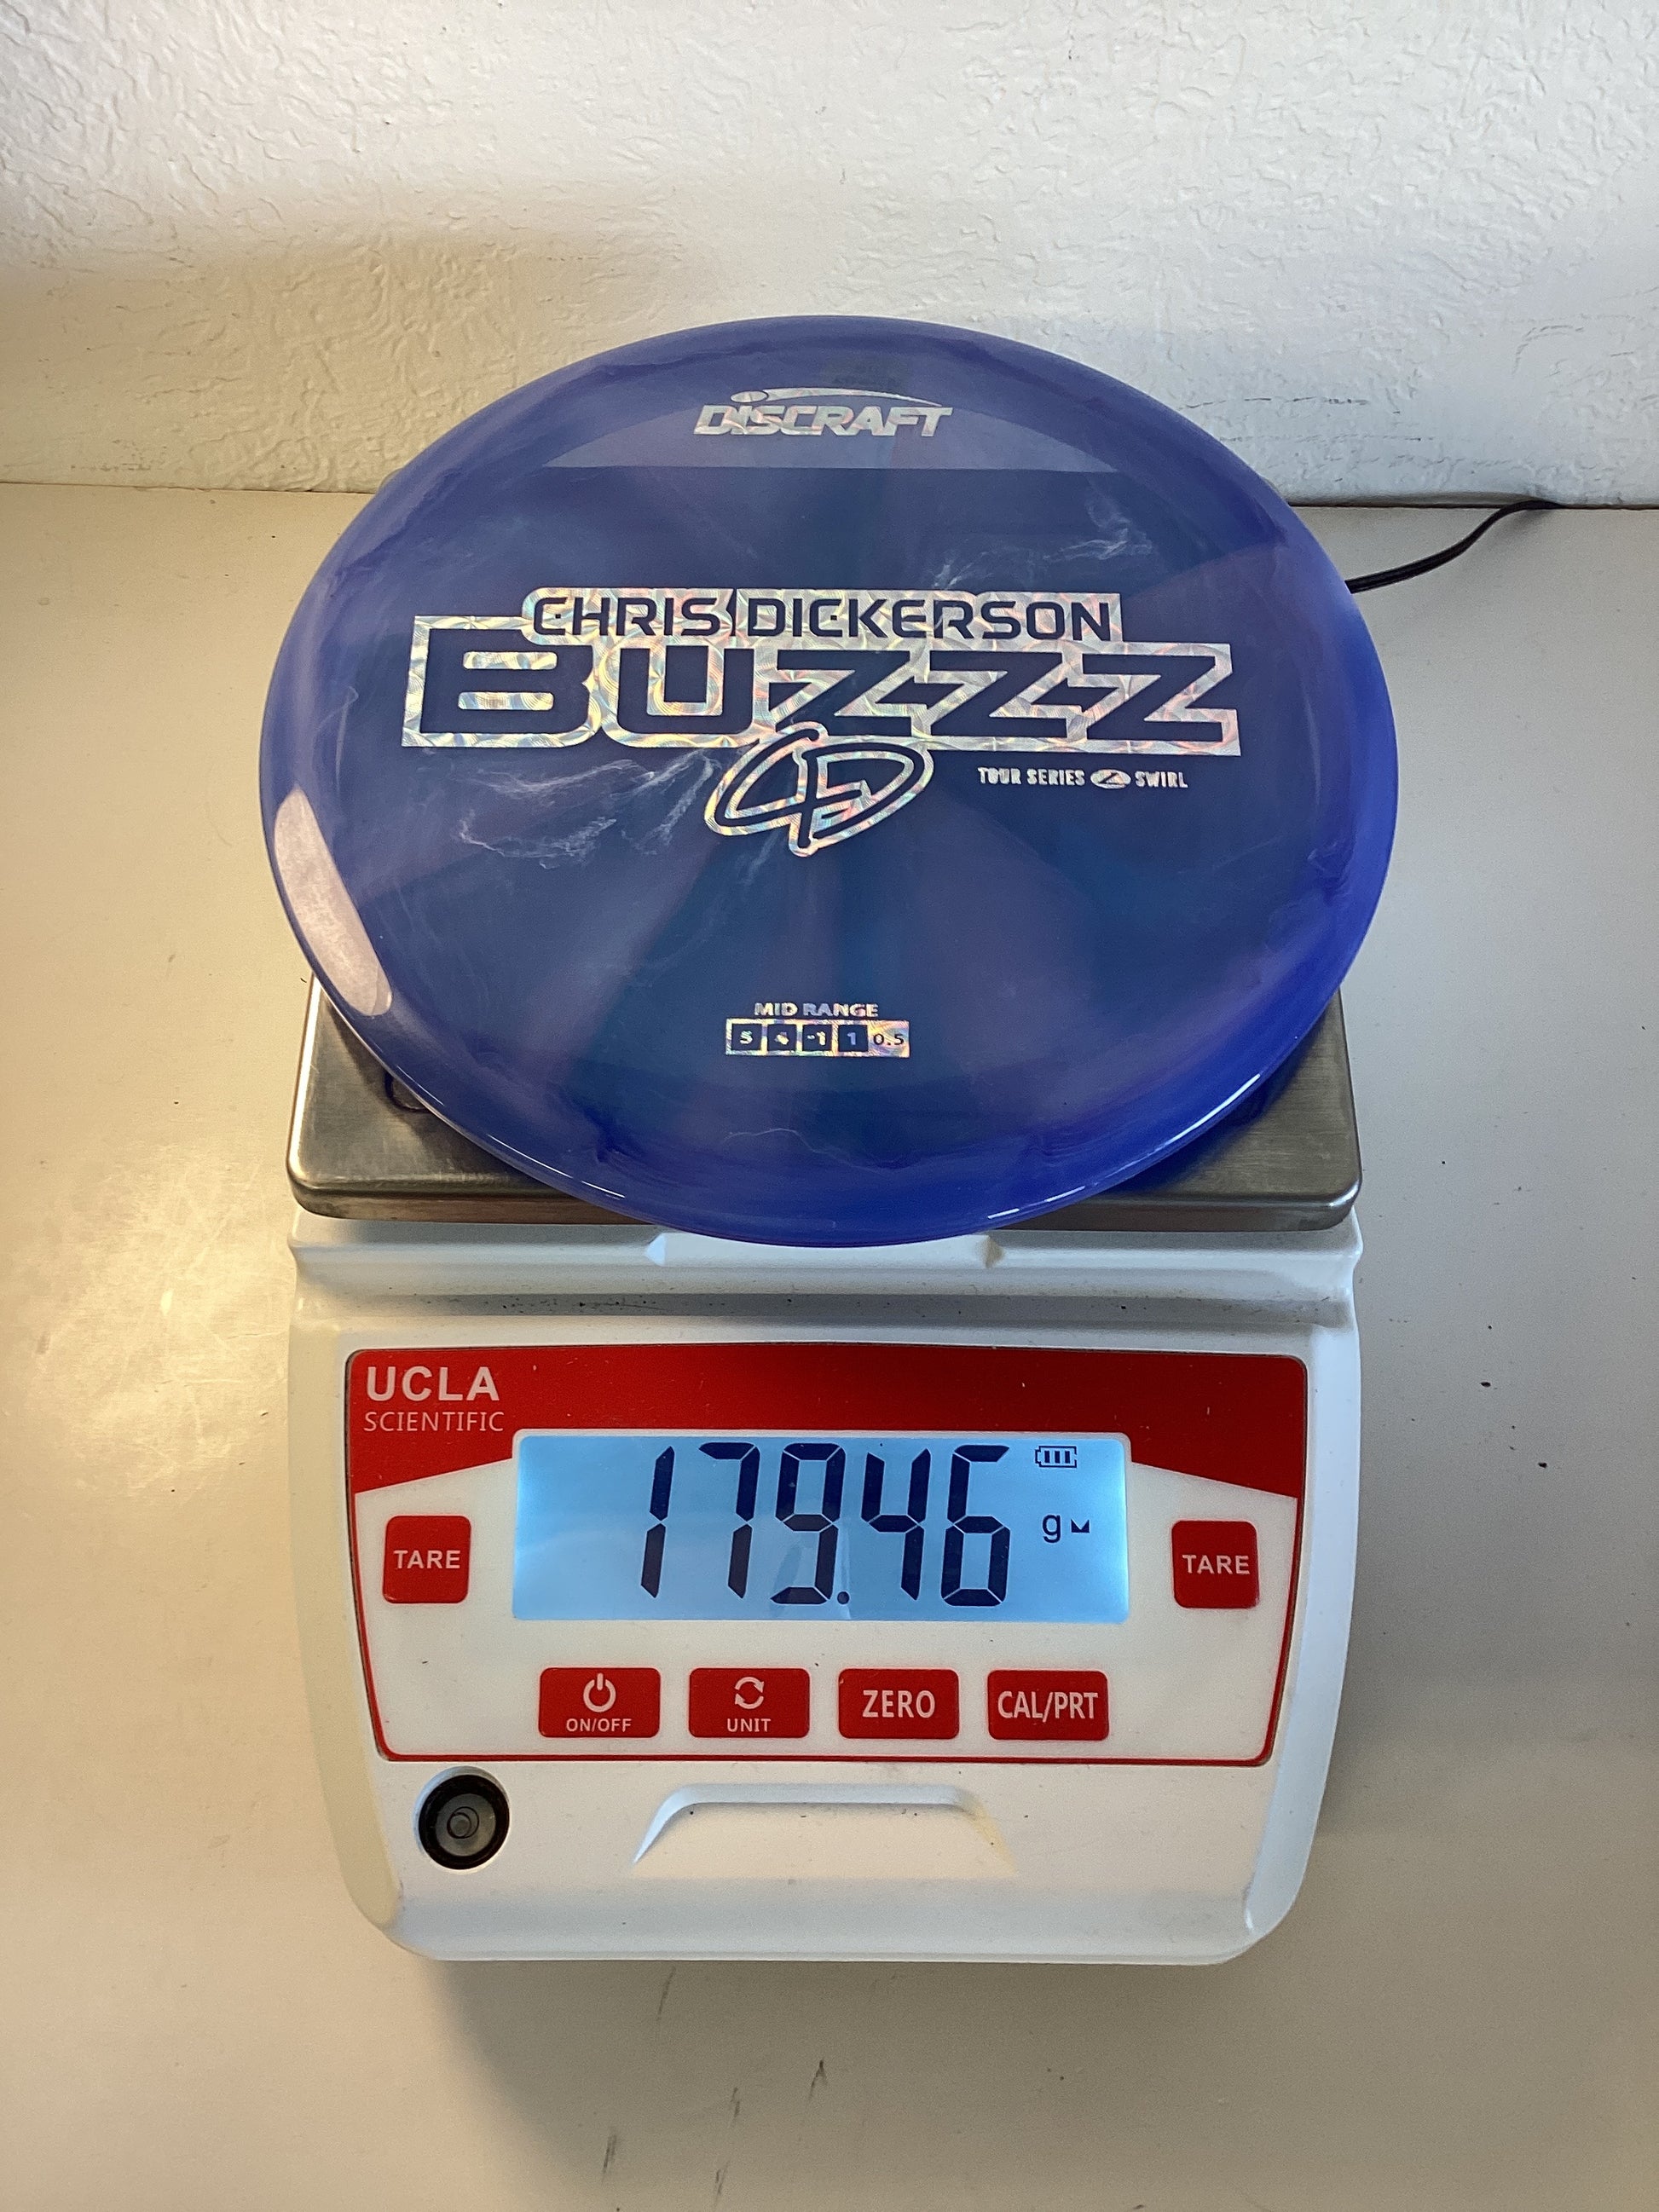 DISCRAFT
CHRIS DICKERSON
BUZZZ
CD
TOUR SERIES Z SWIRL
MID RANGE
5 4 -1 1 0.5
UCLA
SCIENTIFIC
179.46 g
TARE
TARE
ON/OFF
UNIT
ZERO
CAL/PRT